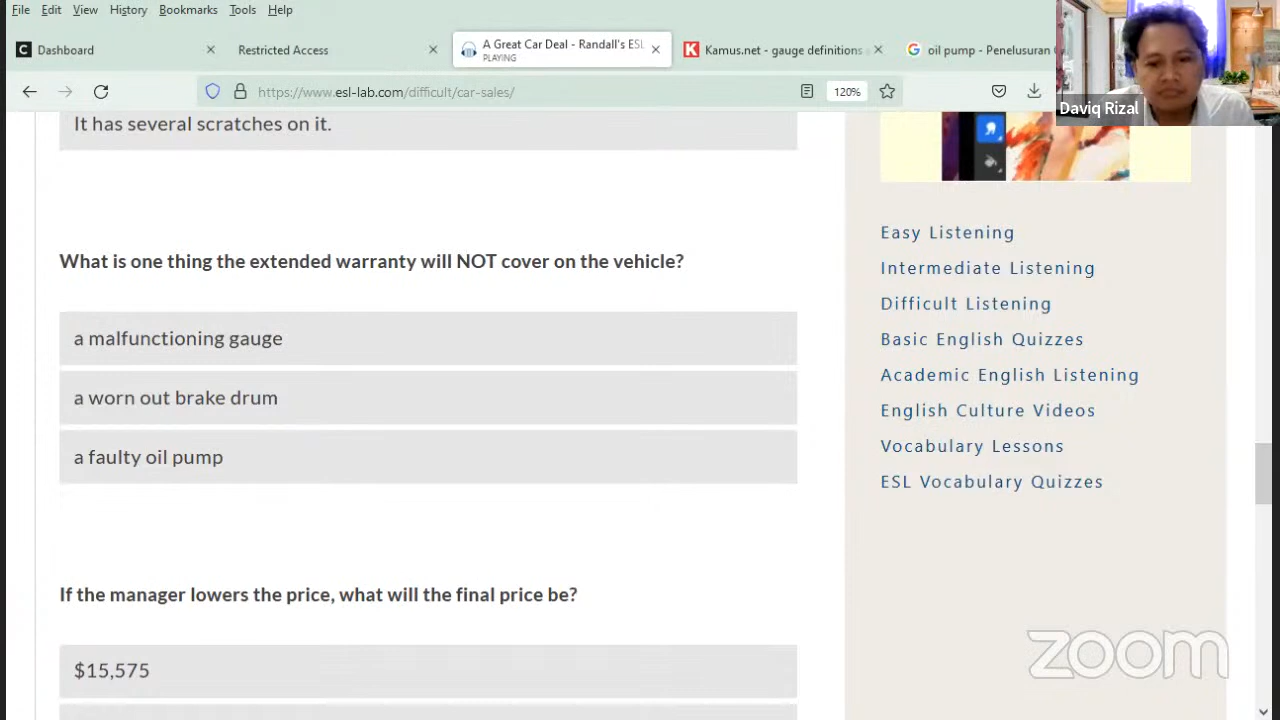 File Edit View History Bookmarks Tools Help
Dashboard
Restricted Access
A Great Car Deal - Randall's ESL
PLAYING
Kamus.net - gauge definitions
oil pump - Penelusuran
https://www.esl-lab.com/difficult/car-sales/
120%
Daviq Rizal
It has several scratches on it.
What is one thing the extended warranty will NOT cover on the vehicle?
a malfunctioning gauge
a worn out brake drum
a faulty oil pump
If the manager lowers the price, what will the final price be?
$15,575
Easy Listening
Intermediate Listening
Difficult Listening
Basic English Quizzes
Academic English Listening
English Culture Videos
Vocabulary Lessons
ESL Vocabulary Quizzes
zoom